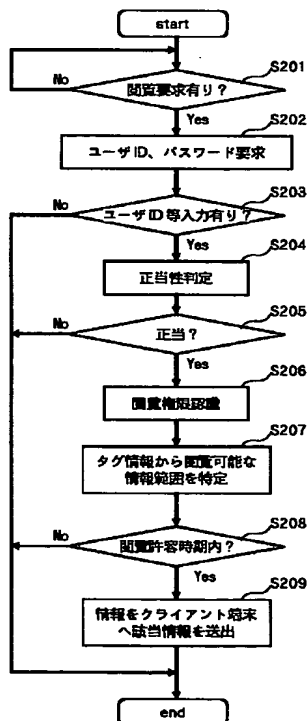 start
S201
No
閲覧要求有り？
Yes
S202
ユーザID、パスワード要求
S203
No
ユーザID等入力有り？
Yes
S204
正当性判定
S205
No
正当？
Yes
S206
閲覧権限認証
S207
タグ情報から閲覧可能な
情報範囲を特定
S208
No
閲覧許容時期内？
Yes
S209
情報をクライアント端末
へ該当情報を送出
end